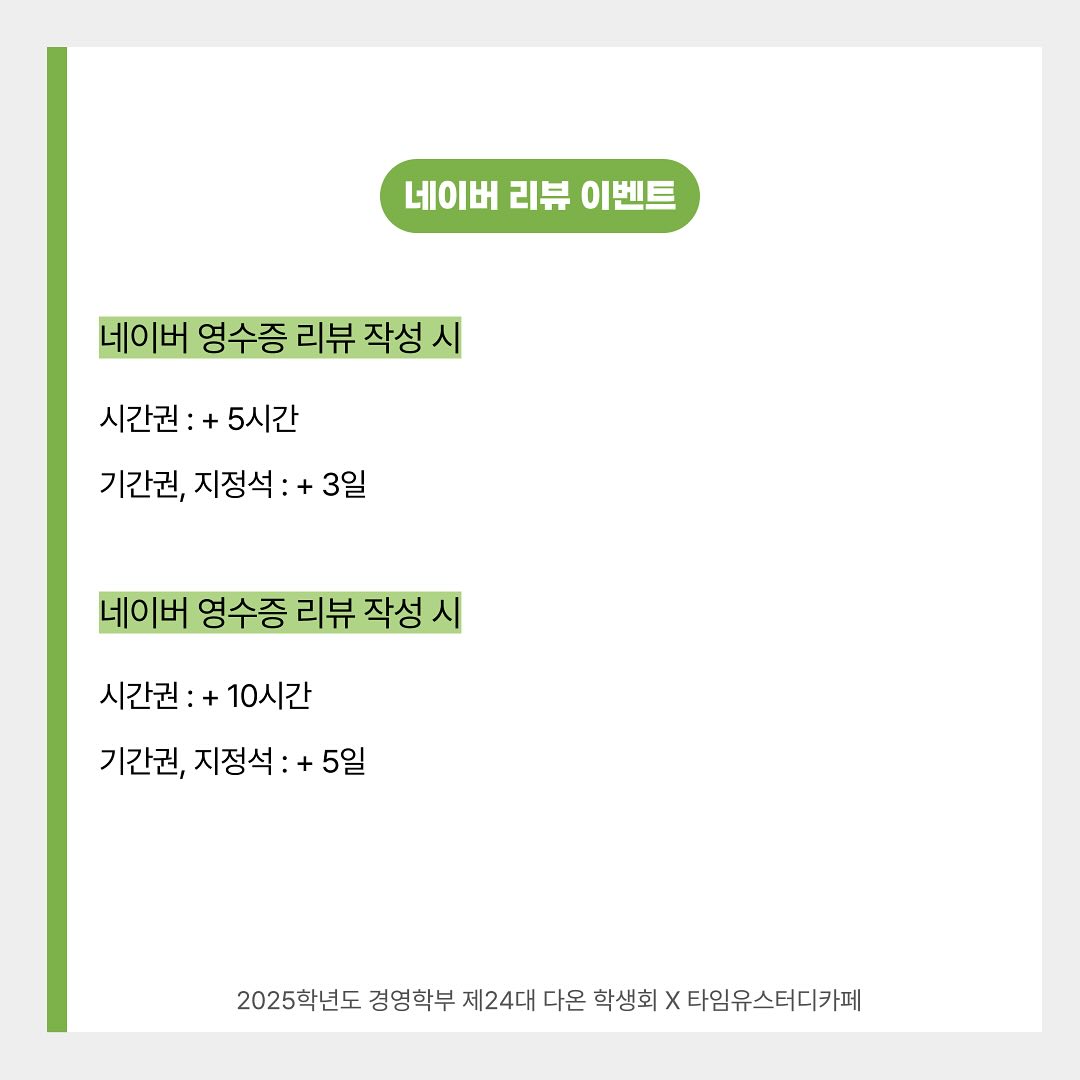 네이버 리뷰 이벤트
네이버 영수증 리뷰 작성 시
시간권 : + 5시간
기간권, 지정석 : + 3일
네이버 영수증 리뷰 작성 시
시간권 : + 10시간
기간권, 지정석 : + 5일
2025학년도 경영학부 제24대 다온 학생회 X 타임유스터디카페